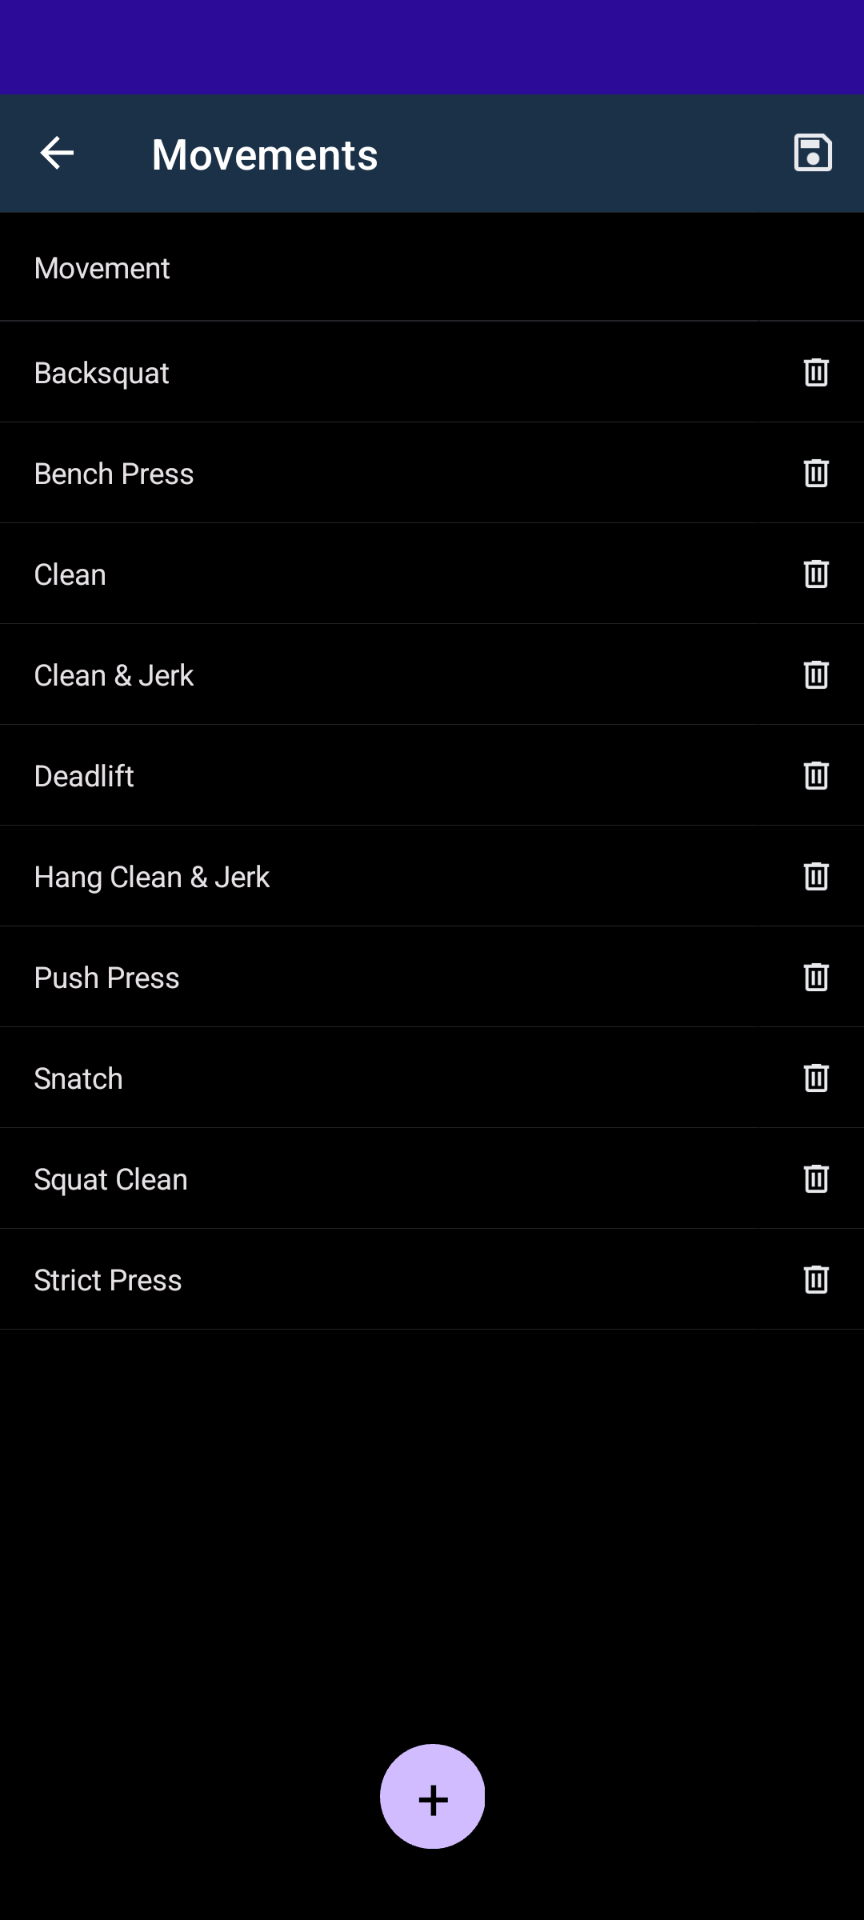 Movements
Movement
Backsquat
Bench Press
Clean
Clean & Jerk
Deadlift
Hang Clean & Jerk
Push Press
Snatch
Squat Clean
Strict Press